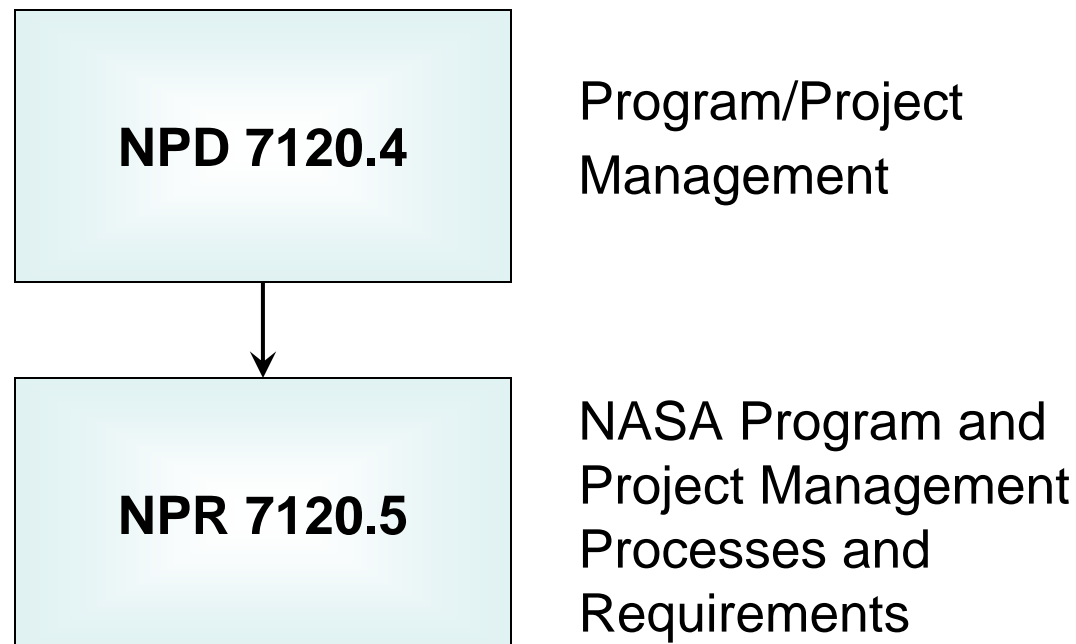 NPD 7120.4
Program/Project
Management
NPR 7120.5
NASA Program and
Project Management
Processes and
Requirements